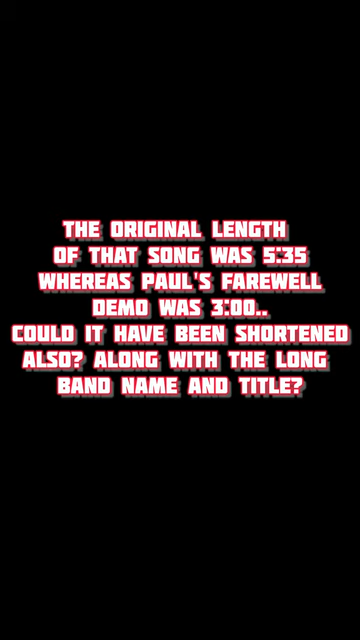 THE ORIGINAL LENGTH
OF THAT SONG WAS 5:35
WHEREAS PAUL'S FAREWELL
DEMO WAS 3:00..
COULD IT HAVE BEEN SHORTENED
ALSO? ALONG WITH THE LONG
BAND NAME AND TITLE?